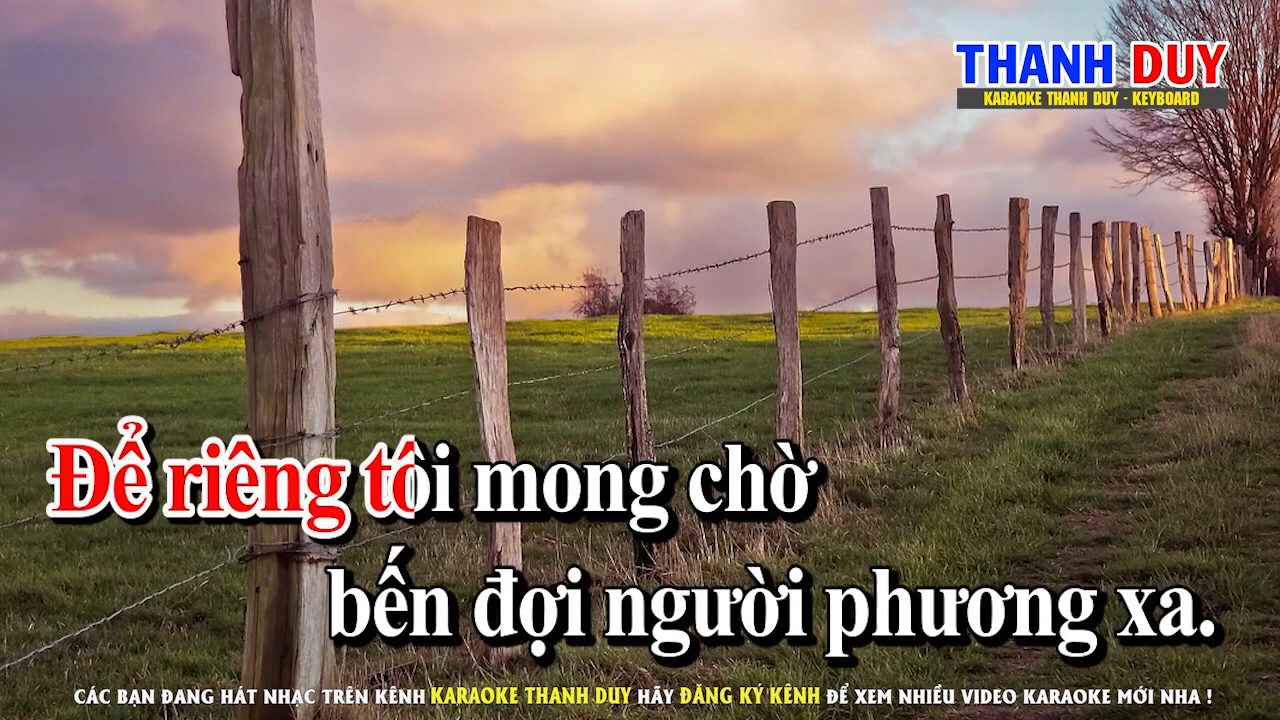 THANH DUY
KARAOKE THANH DUY - KEYBOARD
Để riêng tôi mong chờ
bến đợi người phương xa.
CÁC BẠN ĐANG HÁT NHẠC TRÊN KÊNH KARAOKE THANH DUY HÃY ĐĂNG KÝ KÊNH ĐỂ XEM NHIỀU VIDEO KARAOKE MỚI NHA !